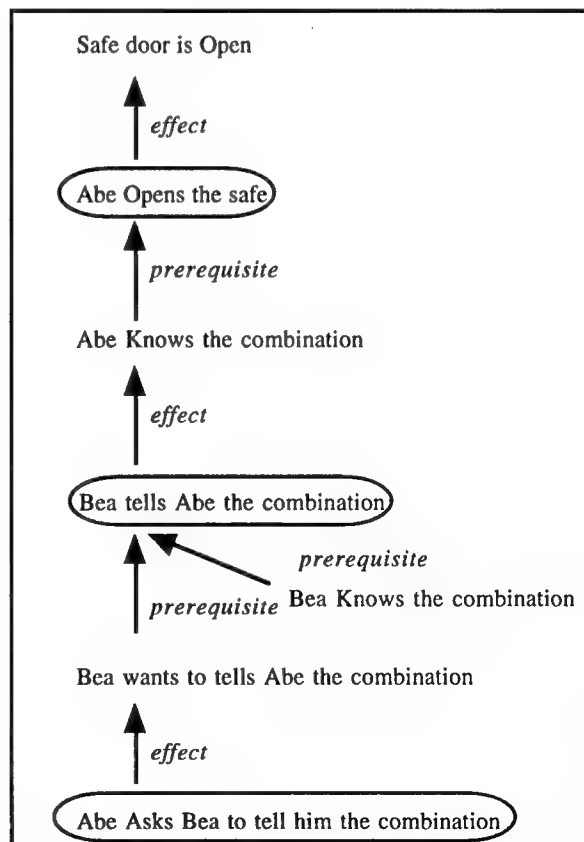 Safe door is Open
effect
Abe Opens the safe
prerequisite
Abe Knows the combination
effect
Bea tells Abe the combination
prerequisite
prerequisite
Bea Knows the combination
Bea wants to tells Abe the combination
effect
Abe Asks Bea to tell him the combination